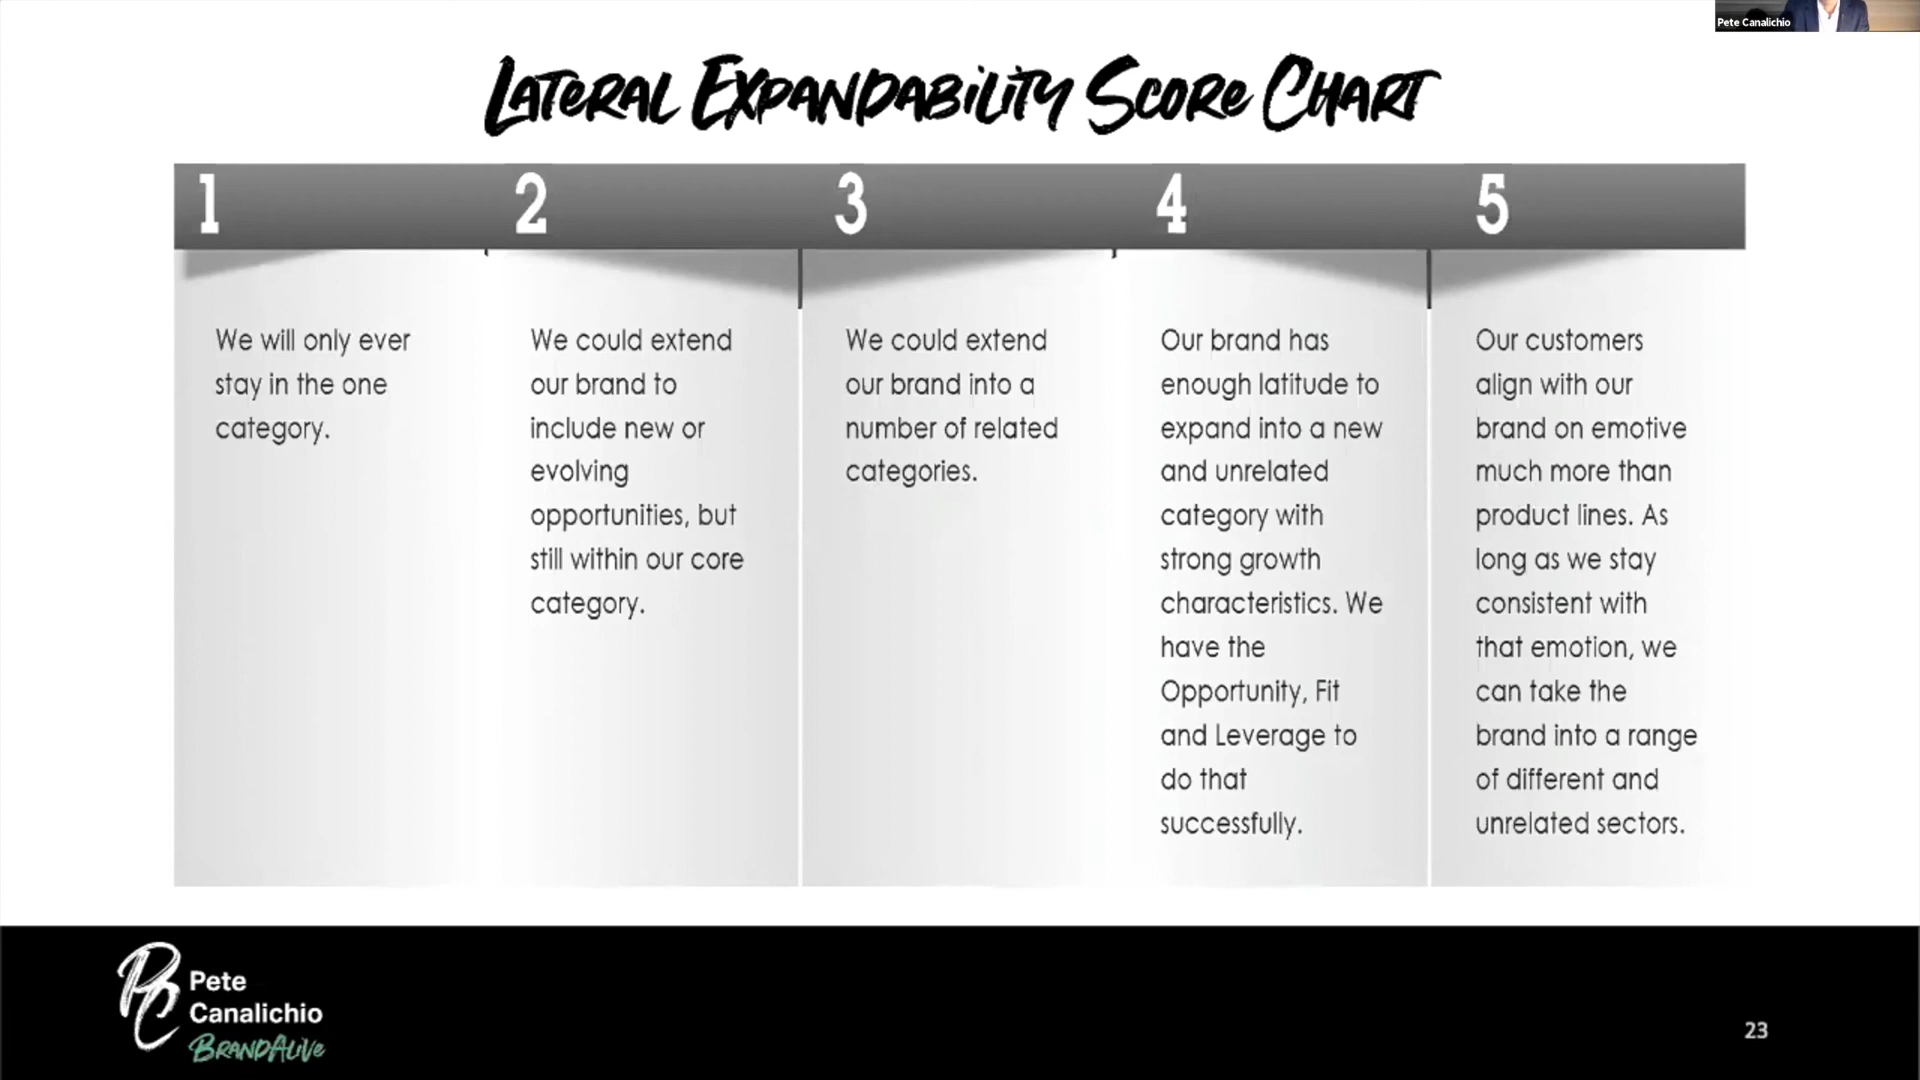 Pete Canalichio
Lateral Expandability Score Chart
1
2
3
4
5
We will only ever
stay in the one
category.
We could extend
our brand to
include new or
evolving
opportunities, but
still within our core
category.
We could extend
our brand into a
number of related
categories.
Our brand has
enough latitude to
expand into a new
and unrelated
category with
strong growth
characteristics. We
have the
Opportunity, Fit
and Leverage to
do that
successfully.
Our customers
align with our
brand on emotive
much more than
product lines. As
long as we stay
consistent with
that emotion, we
can take the
brand into a range
of different and
unrelated sectors.
PC
Pete
Canalichio
BrandAlive
23